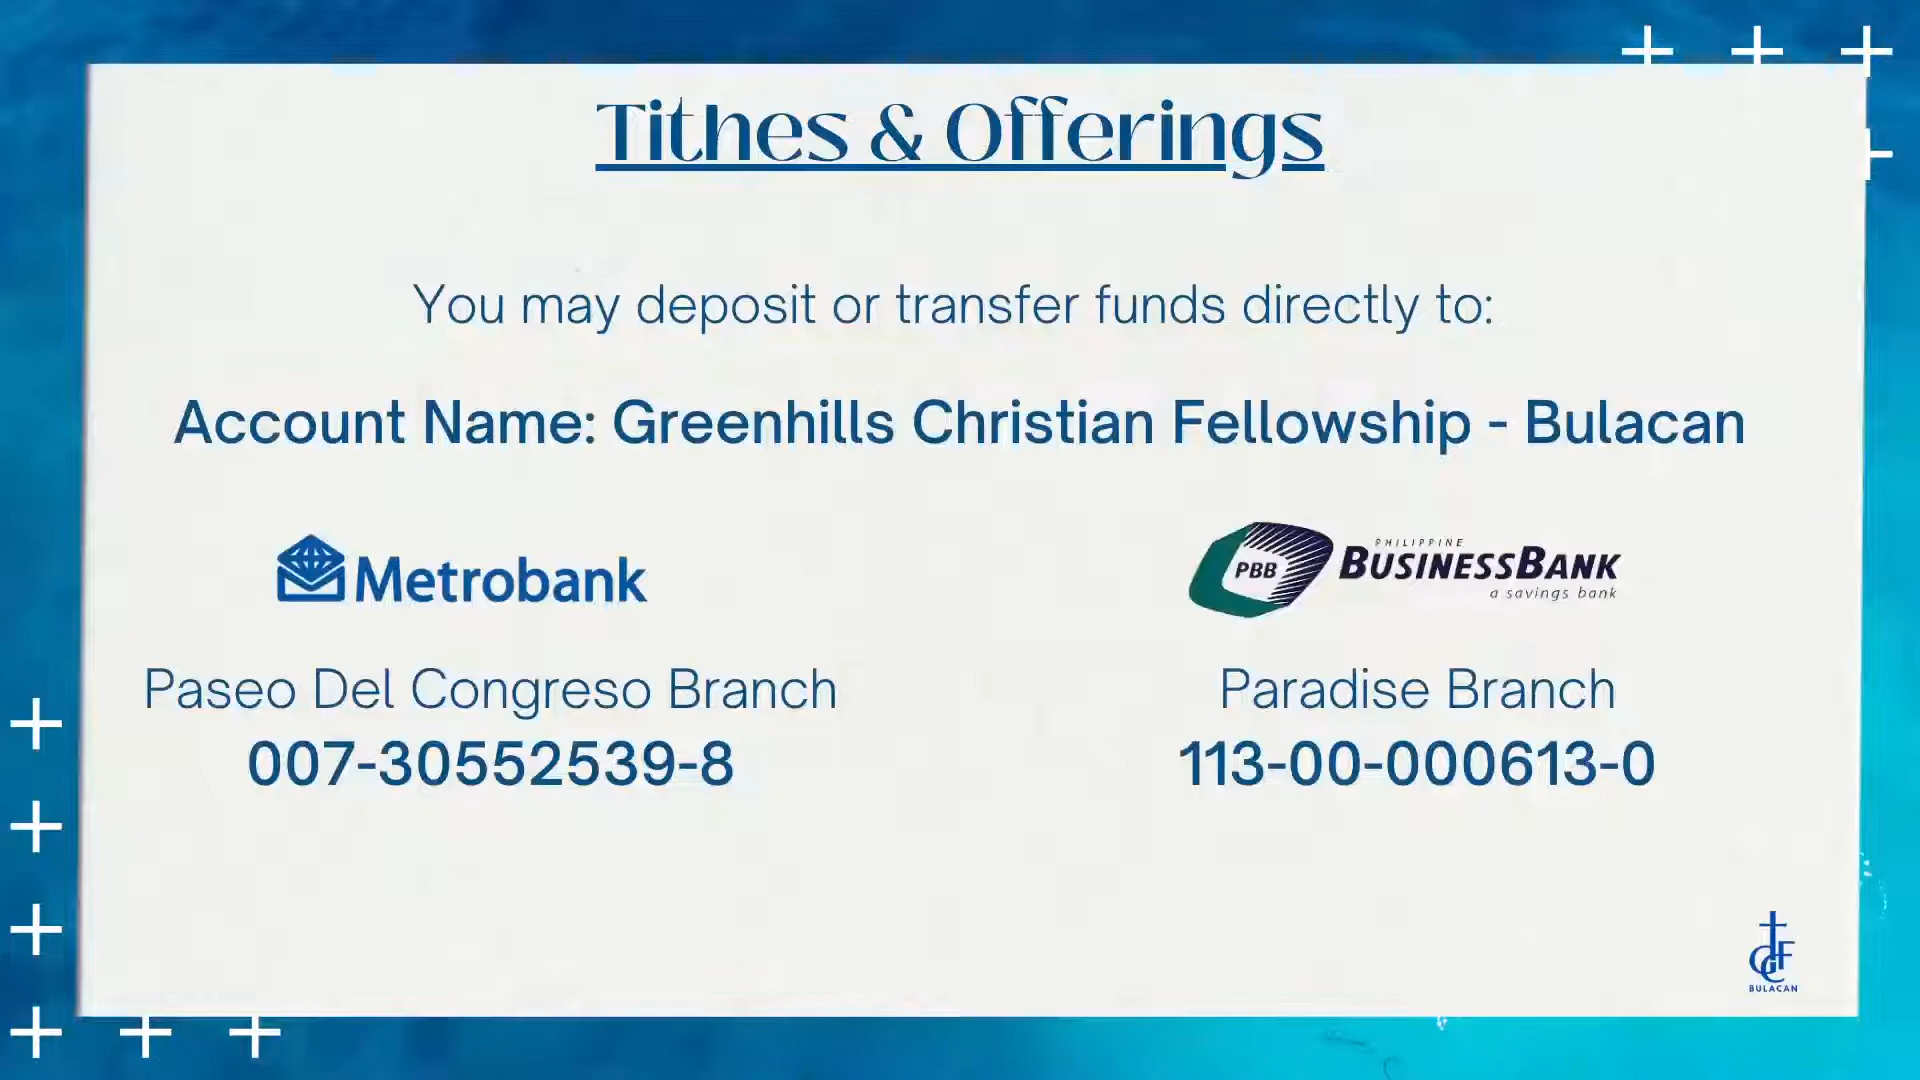 Tithes & Offerings
You may deposit or transfer funds directly to:
Account Name: Greenhills Christian Fellowship - Bulacan
Metrobank
Paseo Del Congreso Branch
007-30552539-8
PBB
PHILIPPINE
BUSINESSBANK
a savings bank
Paradise Branch
113-00-000613-0
GCF
BULACAN